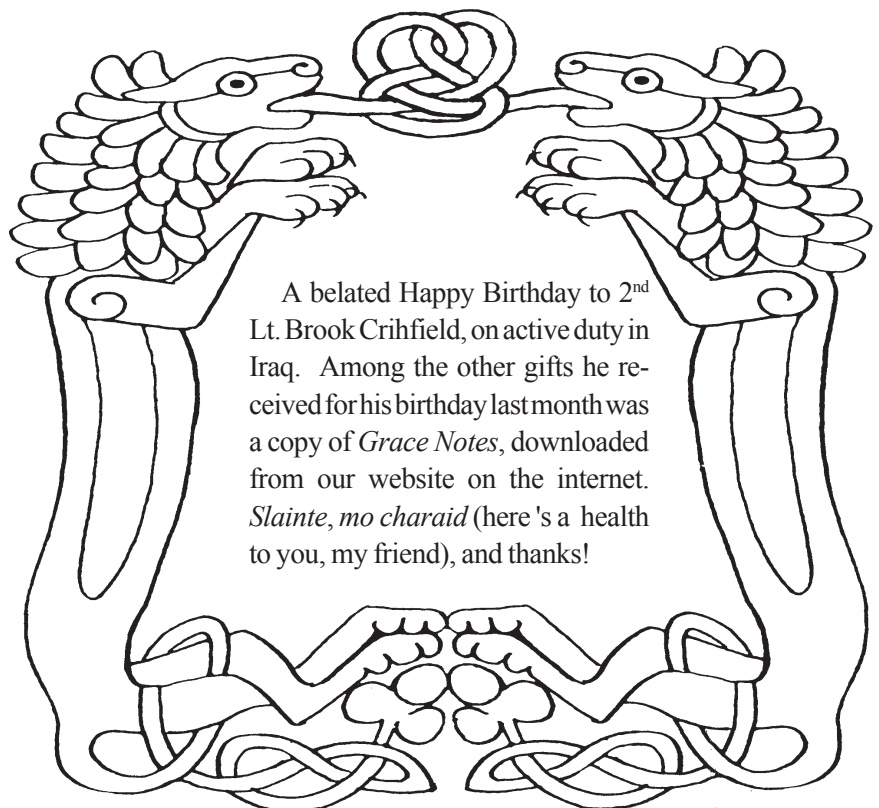 A belated Happy Birthday to 2nd
Lt. Brook Crihfield, on active duty in
Iraq. Among the other gifts he re-
ceived for his birthday last month was
a copy of Grace Notes, downloaded
from our website on the internet.
Slainte, mo charaid (here 's a health
to you, my friend), and thanks!